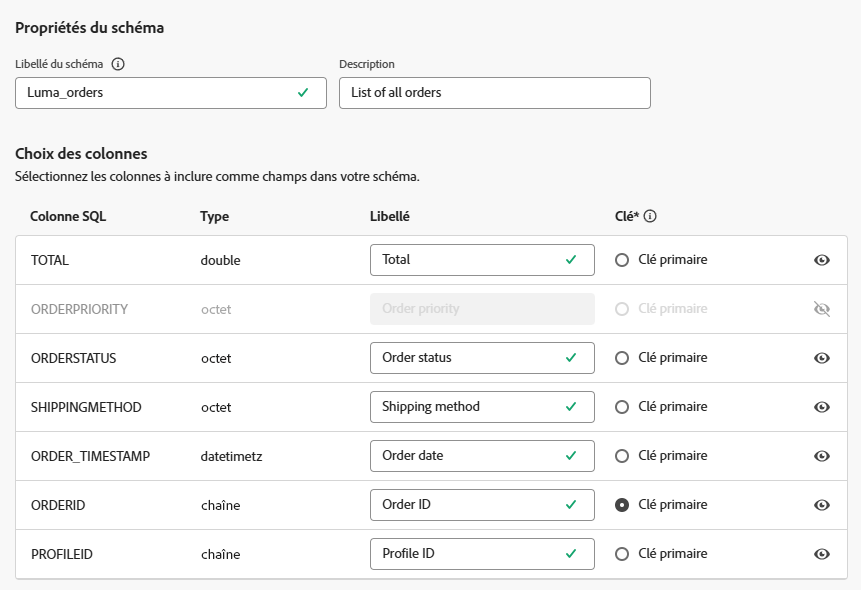 Propriétés du schéma
Libellé du schéma Description
Luma_orders List of all orders
Choix des colonnes
Sélectionnez les colonnes à inclure comme champs dans votre schéma.
Colonne SQL Type Libellé Clé*
TOTAL double Total Clé primaire
ORDERPRIORITY octet Order priority Clé primaire
ORDERSTATUS octet Order status Clé primaire
SHIPPINGMETHOD octet Shipping method Clé primaire
ORDER_TIMESTAMP datetimetz Order date Clé primaire
ORDERID chaîne Order ID Clé primaire
PROFILEID chaîne Profile ID Clé primaire